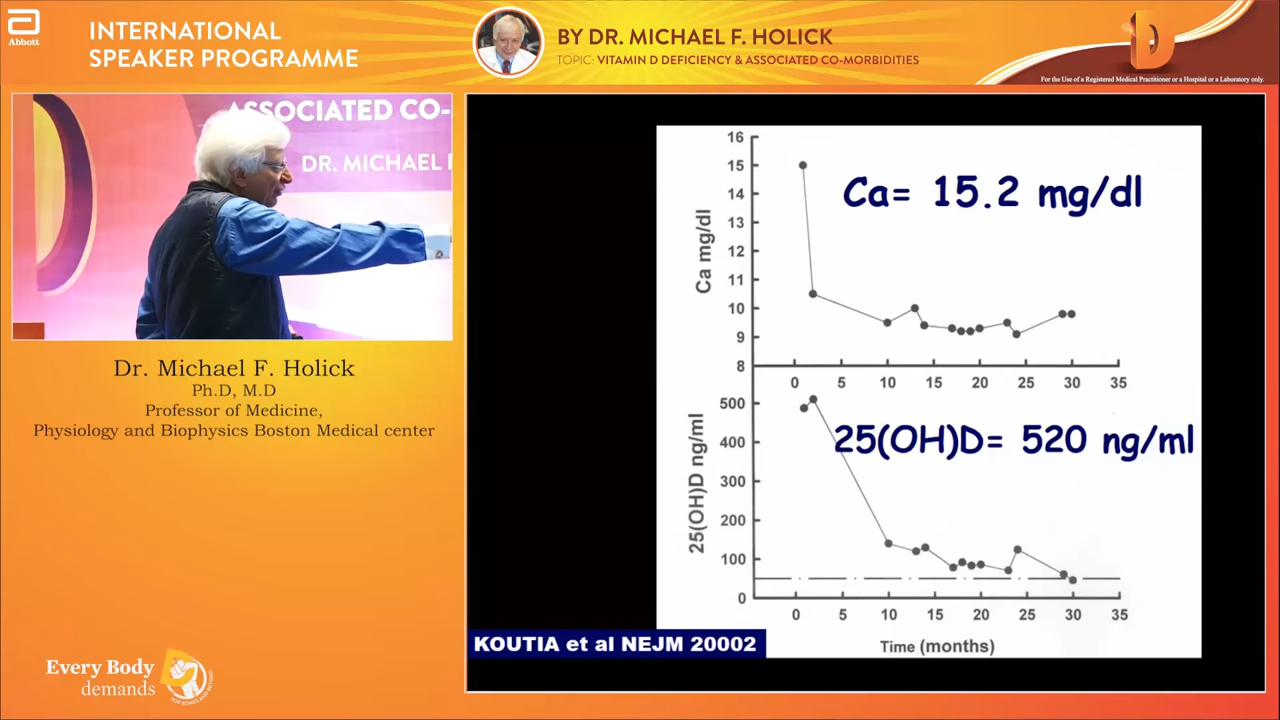 Abbott
INTERNATIONAL
SPEAKER PROGRAMME
BY DR. MICHAEL F. HOLICK
TOPIC: VITAMIN D DEFICIENCY & ASSOCIATED CO-MORBIDITIES
D
For the Use of a Registered Medical Practitioner or a Hospital or a Laboratory only.
ASSOCIATED CO-
DR. MICHAEL F
Dr. Michael F. Holick
Ph.D, M.D
Professor of Medicine,
Physiology and Biophysics Boston Medical center
Every Body
demands
FOR BONES AND BEYOND
Ca= 15.2 mg/dl
Ca mg/dl
16
15
14
13
12
11
10
9
8
0 5 10 15 20 25 30 35
25(OH)D= 520 ng/ml
25(OH)D ng/ml
500
400
300
200
100
0
0 5 10 15 20 25 30 35
Time (months)
KOUTIA et al NEJM 20002